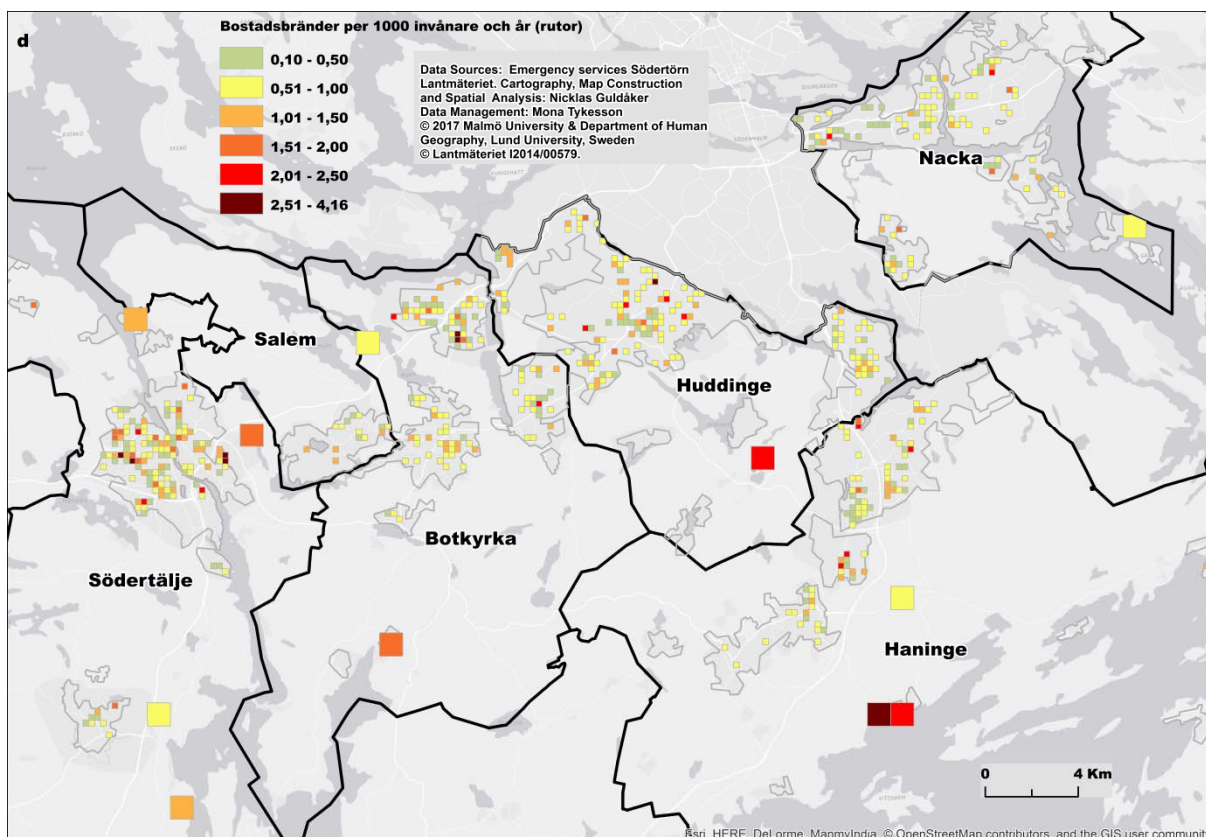 d
Bostadsbränder per 1000 invånare och år (rutor)
0,10 - 0,50
0,51 - 1,00
1,01 - 1,50
1,51 - 2,00
2,01 - 2,50
2,51 - 4,16
Data Sources: Emergency services Södertörn
Lantmäteriet. Cartography, Map Construction
and Spatial Analysis: Nicklas Guldåker
Data Management: Mona Tykesson
© 2017 Malmö University & Department of Human
Geography, Lund University, Sweden
© Lantmäteriet I2014/00579.
Nacka
Salem
Huddinge
Botkyrka
Södertälje
Haninge
0 4 Km
Esri, HERE, DeLorme, MapmyIndia, © OpenStreetMap contributors, and the GIS user communit